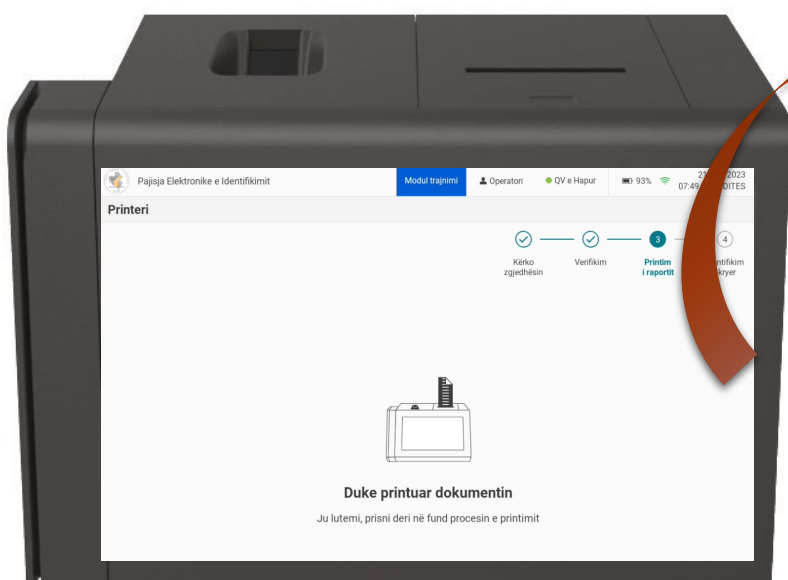 Pajisja Elektronike e Identifikimit
Modul trajnimi
Operatori
QV e Hapur
93%
21 2023
07:49
Printeri
3
4
Kërko
zgjedhësin
Verifikim
Printim
i raportit
Duke printuar dokumentin
Ju lutemi, prisni deri në fund procesin e printimit